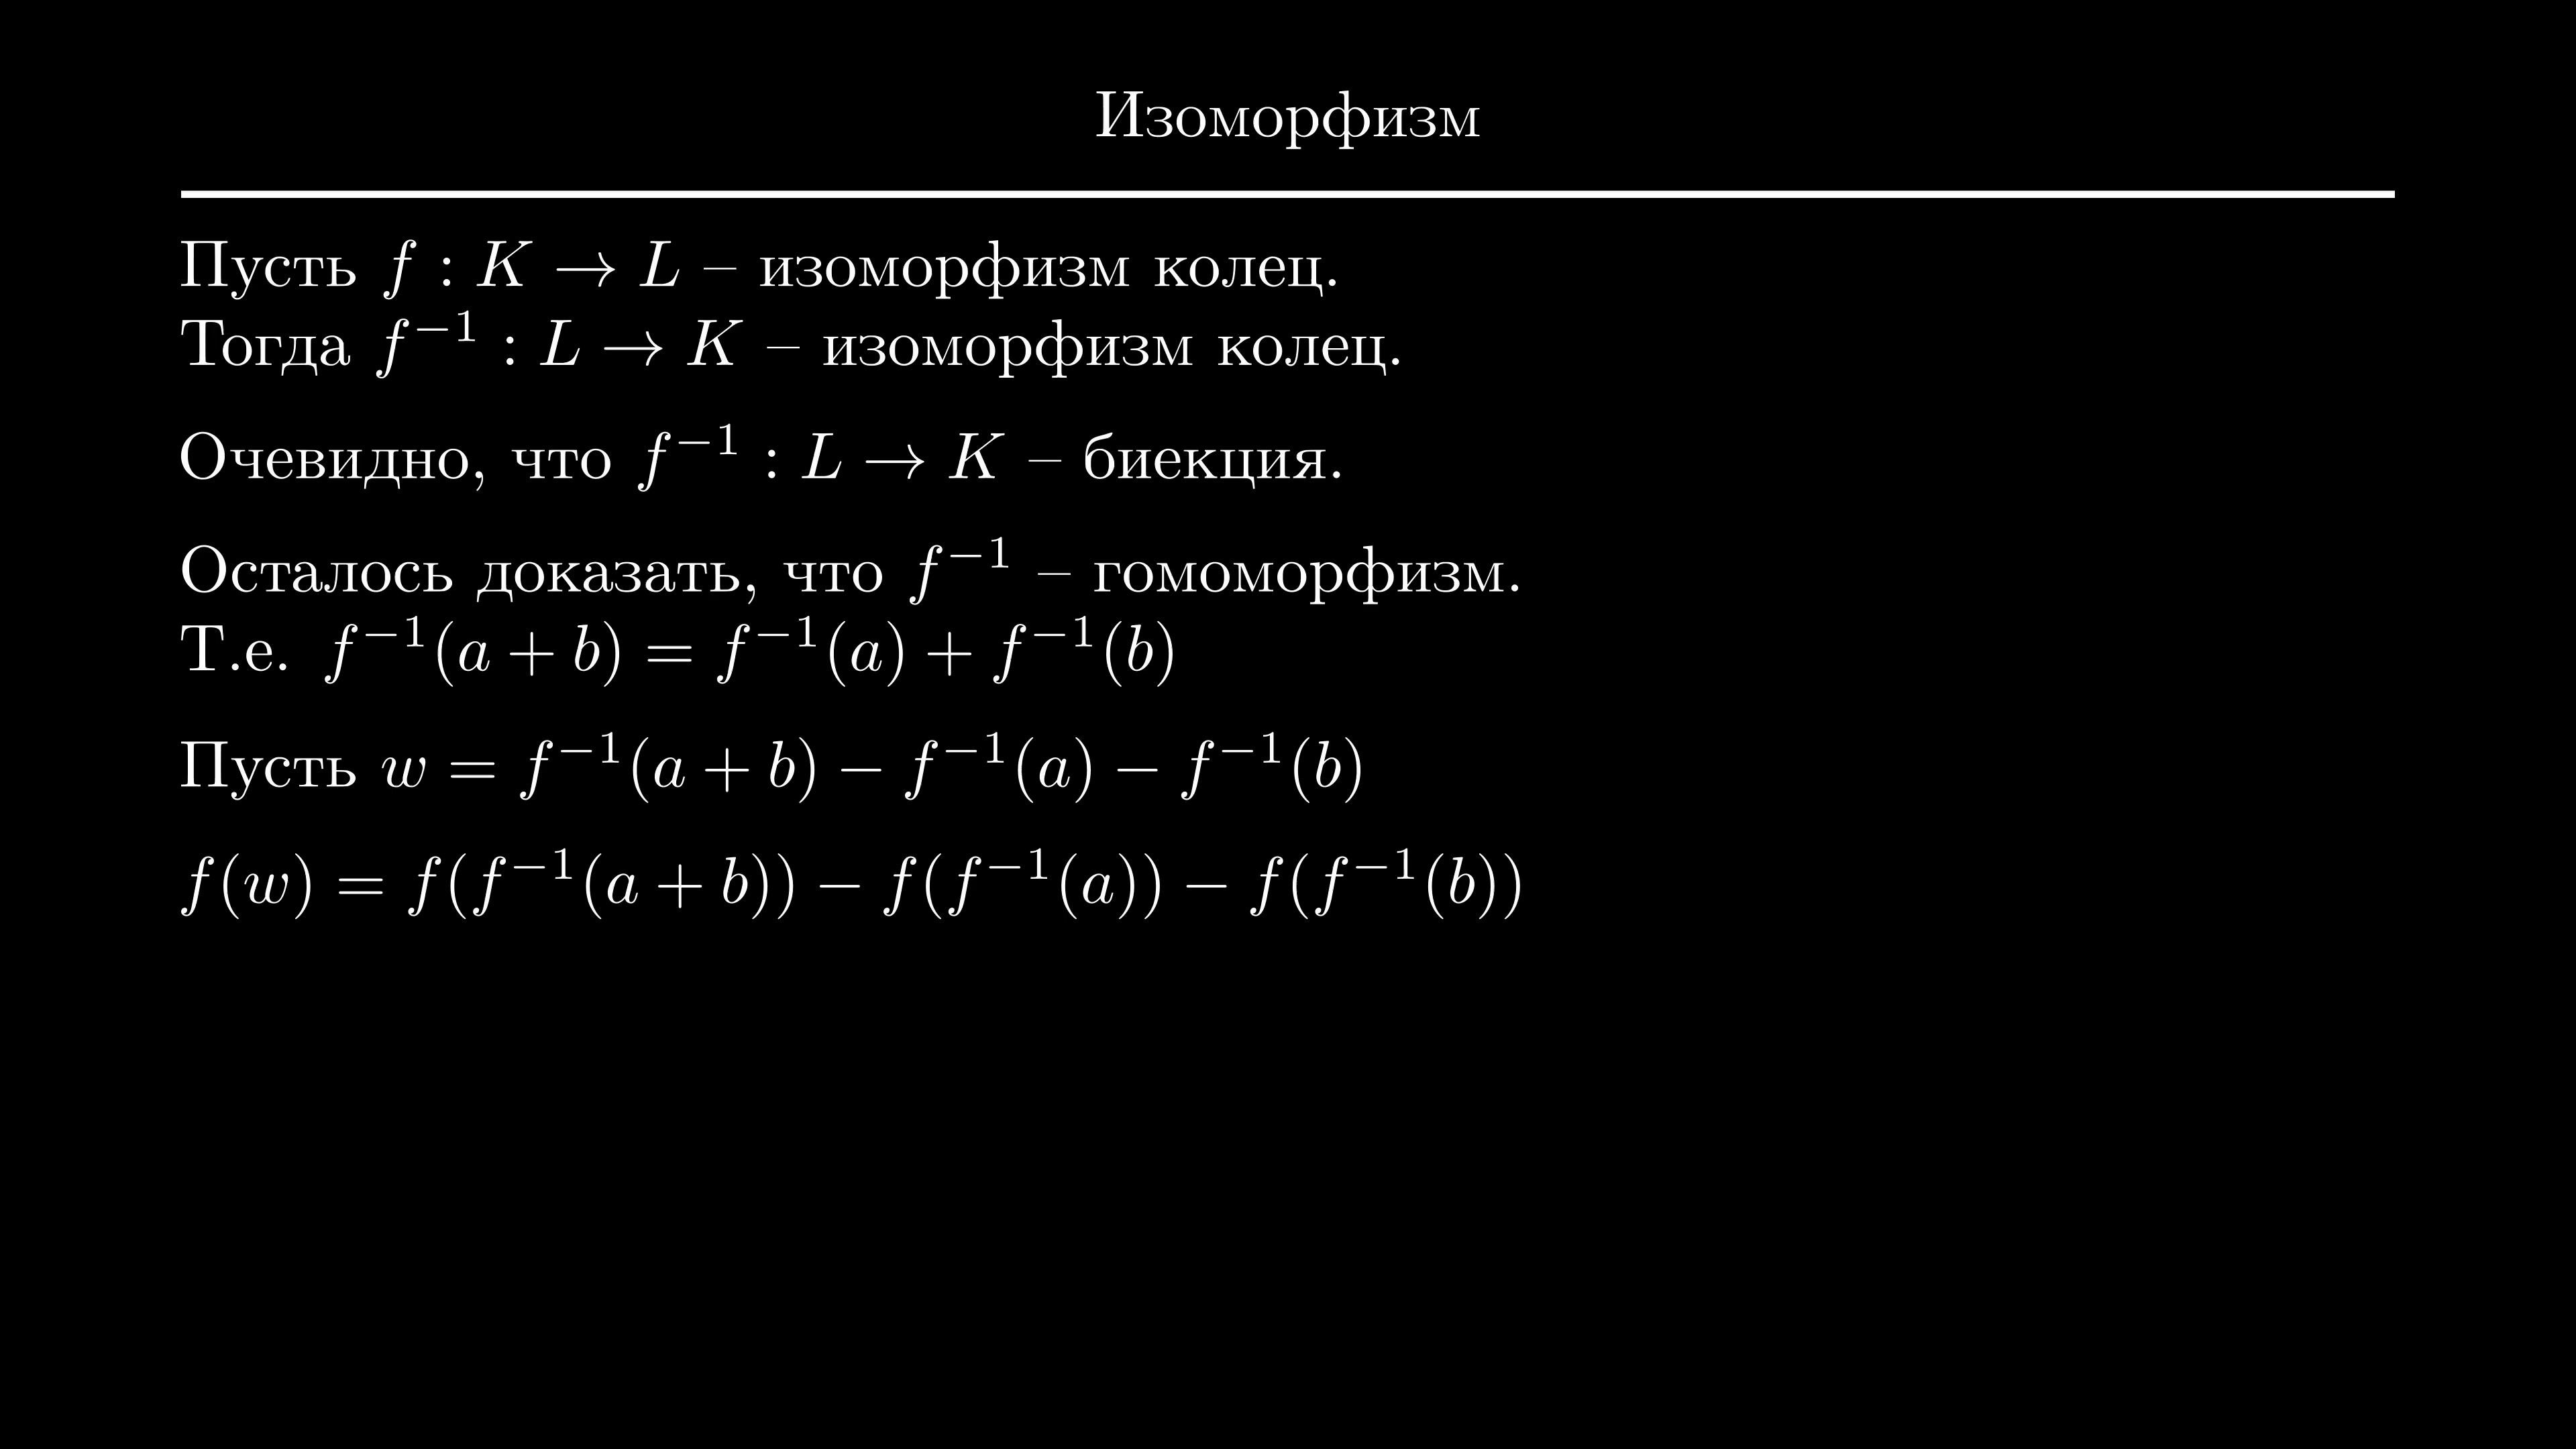 Изоморфизм
Пусть f : K → L – изоморфизм колец.
Тогда f⁻¹ : L → K – изоморфизм колец.
Очевидно, что f⁻¹ : L → K – биекция.
Осталось доказать, что f⁻¹ – гомоморфизм.
Т.е. f⁻¹(a + b) = f⁻¹(a) + f⁻¹(b)
Пусть w = f⁻¹(a + b) − f⁻¹(a) − f⁻¹(b)
f(w) = f(f⁻¹(a + b)) − f(f⁻¹(a)) − f(f⁻¹(b))